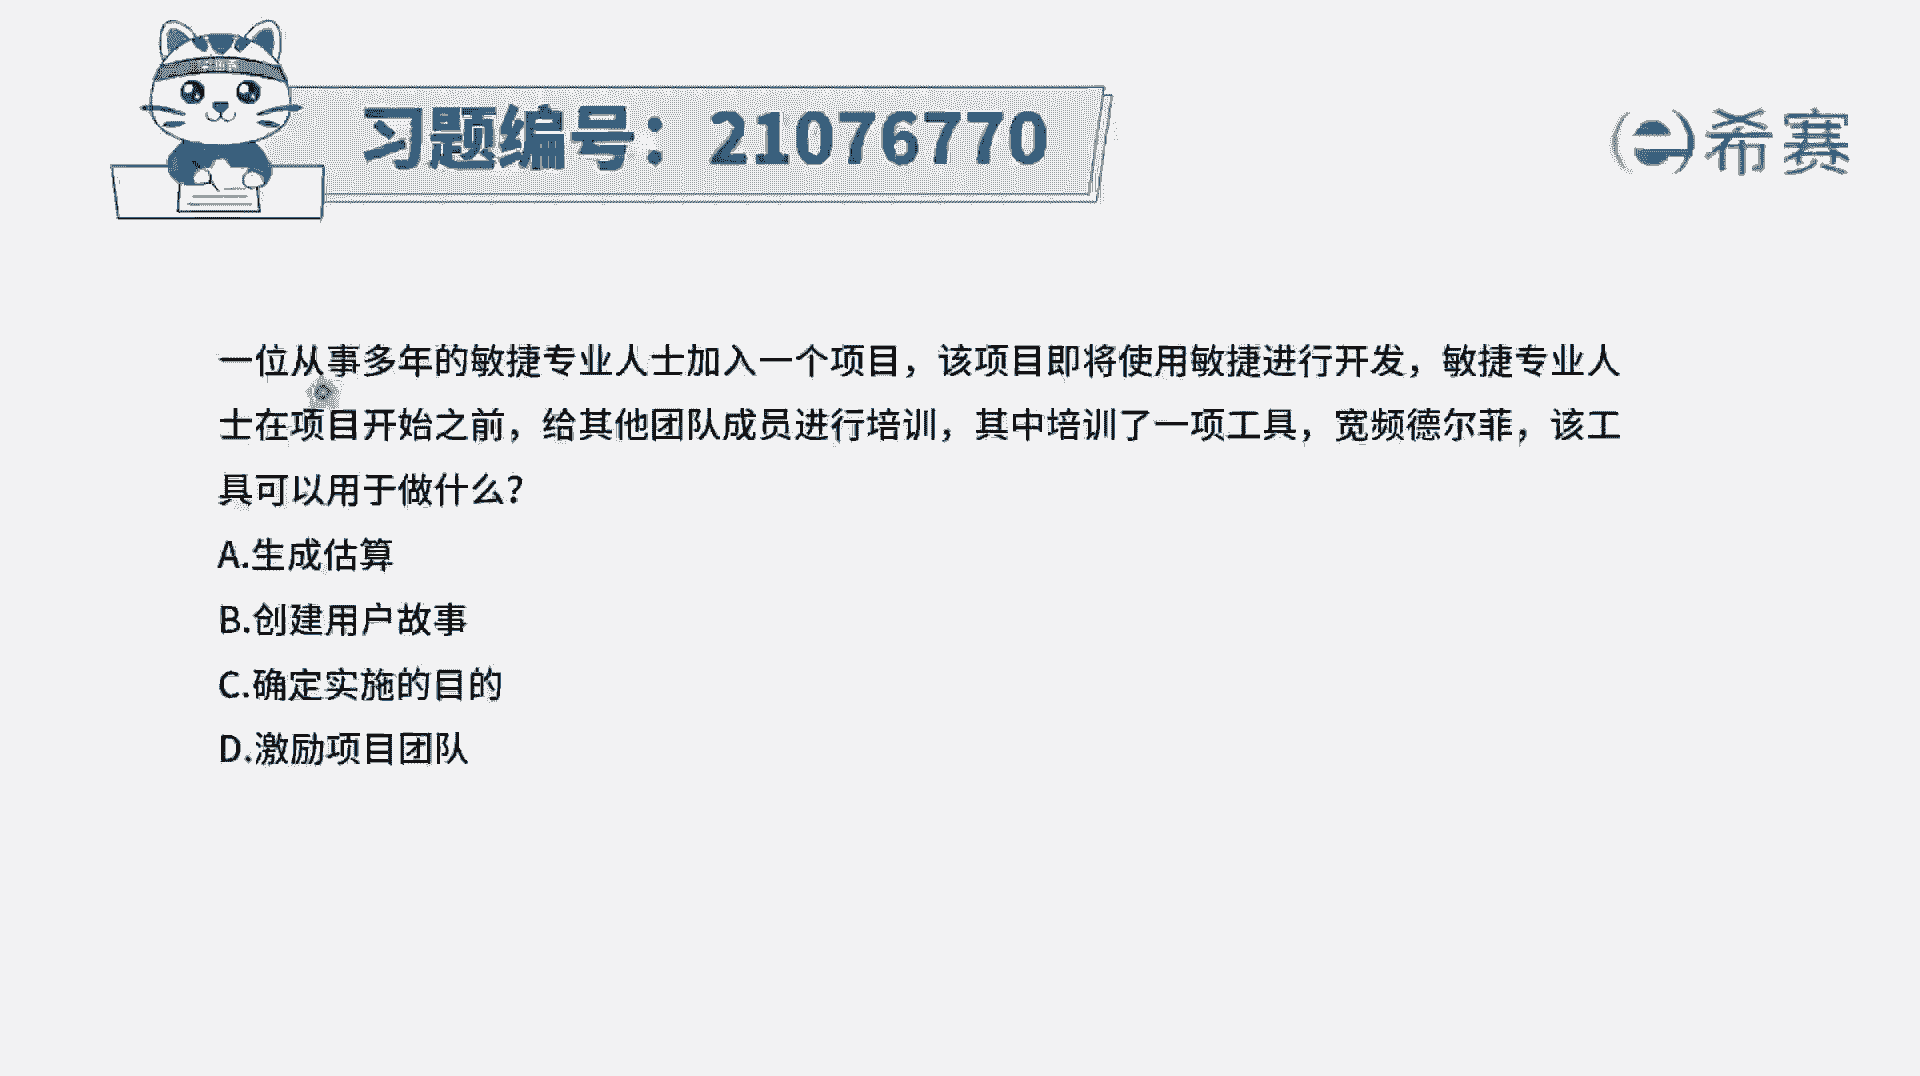 习题编号：21076770
希赛
一位从事多年的敏捷专业人士加入一个项目，该项目即将使用敏捷进行开发，敏捷专业人
士在项目开始之前，给其他团队成员进行培训，其中培训了一项工具，宽频德尔菲，该工
具可以用于做什么？
A.生成估算
B.创建用户故事
C.确定实施的目的
D.激励项目团队